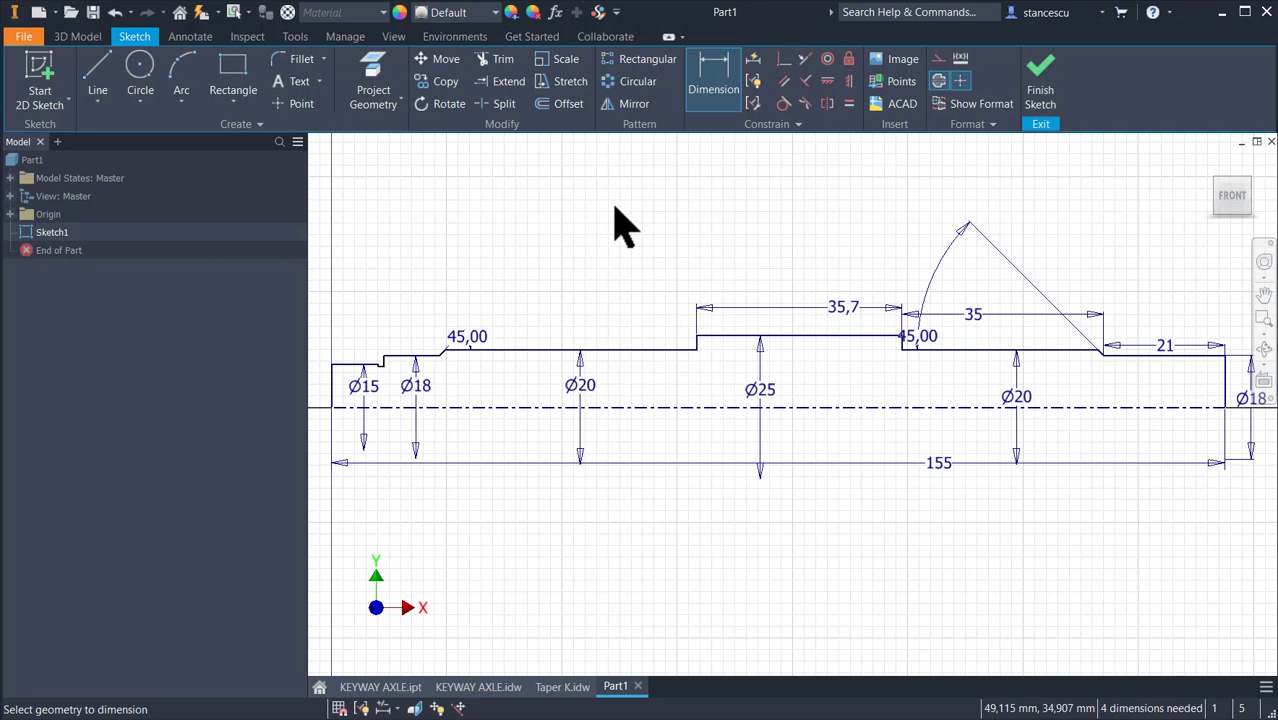 Material Default Part1 Search Help & Commands... stancescu
File 3D Model Sketch Annotate Inspect Tools Manage View Environments Get Started Collaborate
Start
2D Sketch
Line
Circle
Arc
Rectangle
Fillet
Text
Point
Project
Geometry
Move Trim Scale
Copy Extend Stretch
Rotate Split Offset
Rectangular
Circular
Mirror
Dimension
Image
Points
ACAD
Show Format
Finish
Sketch
Sketch Create Modify Pattern Constrain Insert Format Exit
Model
Part1
Model States: Master
View: Master
Origin
Sketch1
End of Part
FRONT
35,7
35
45,00
45,00
21
Ø15
Ø18
Ø20
Ø25
Ø20
Ø18
155
Y
X
KEYWAY AXLE.ipt KEYWAY AXLE.idw Taper K.idw Part1
Select geometry to dimension
49,115 mm, 34,907 mm 4 dimensions needed 1 5